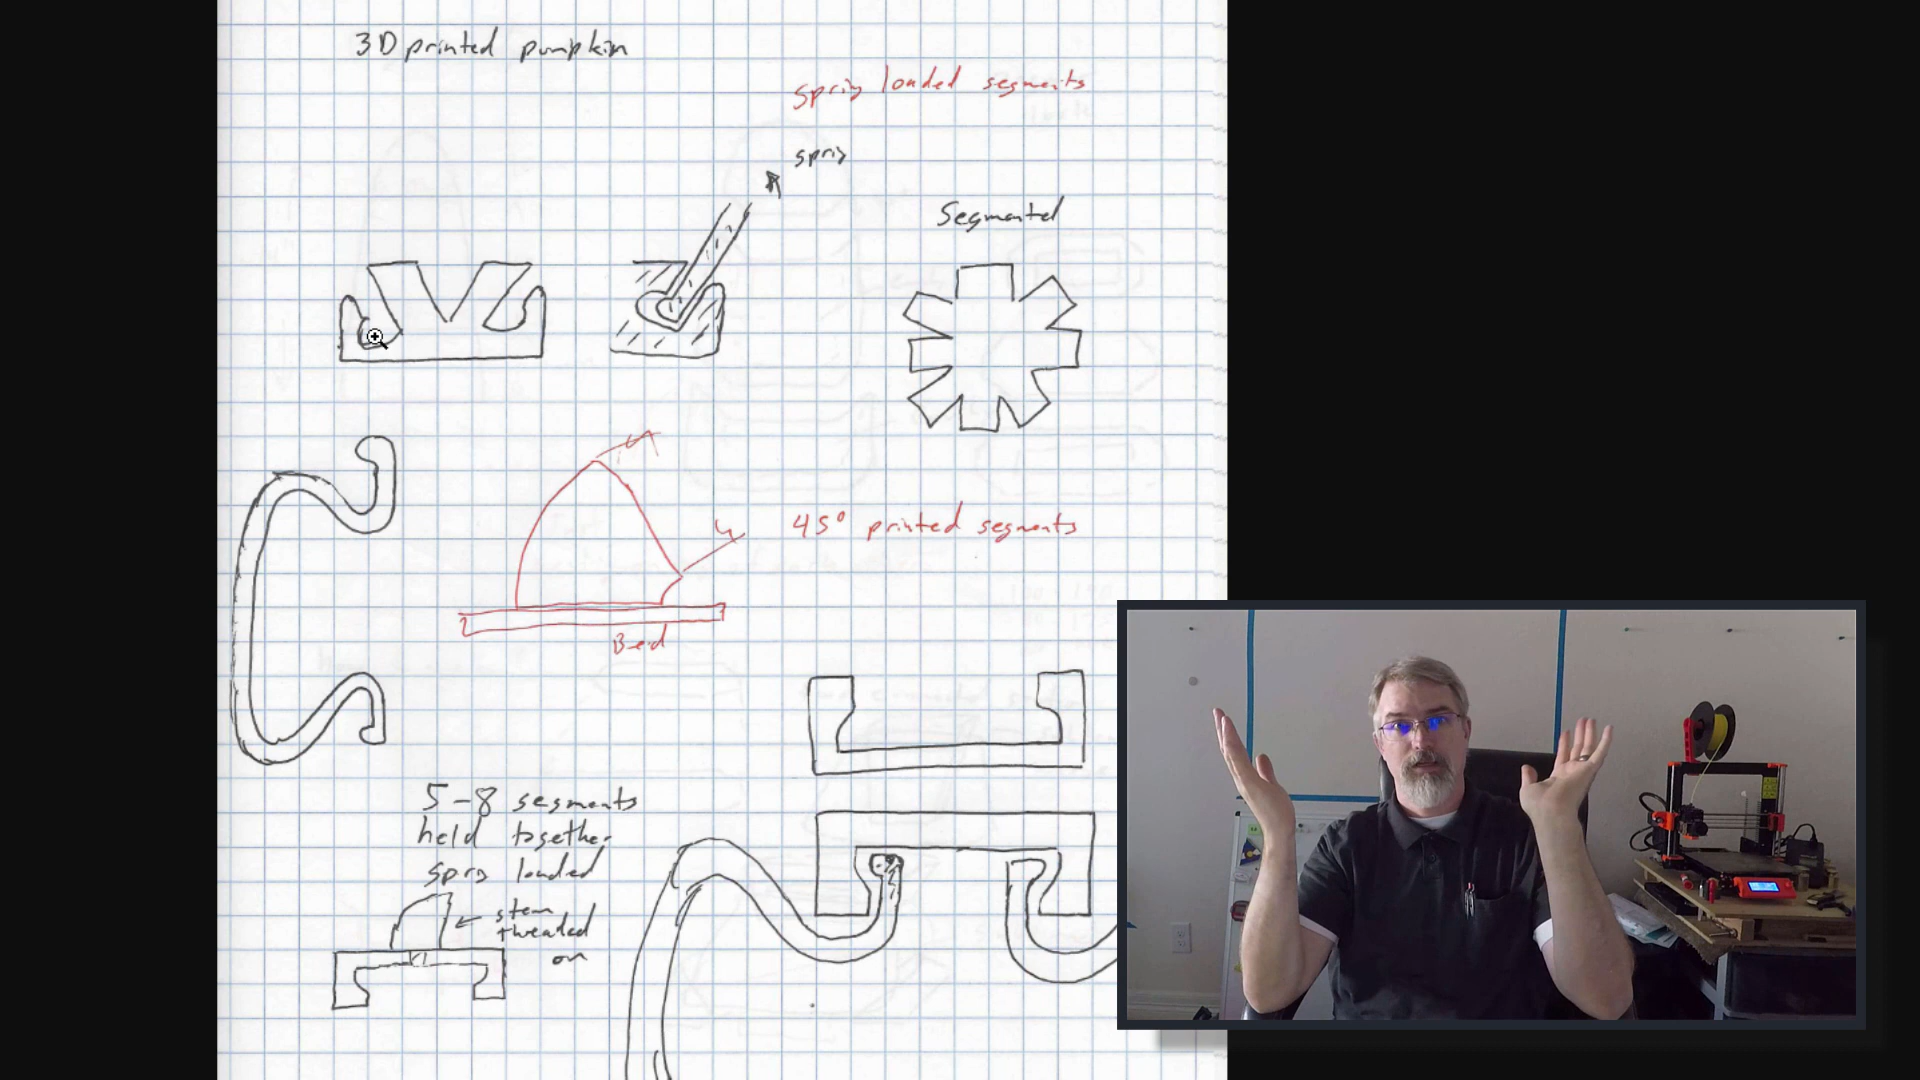 3D printed pumpkin
spring loaded segments
spring
Segmented
45° printed segments
Bed
5-8 segments
held together
spring loaded
stem
threaded
on